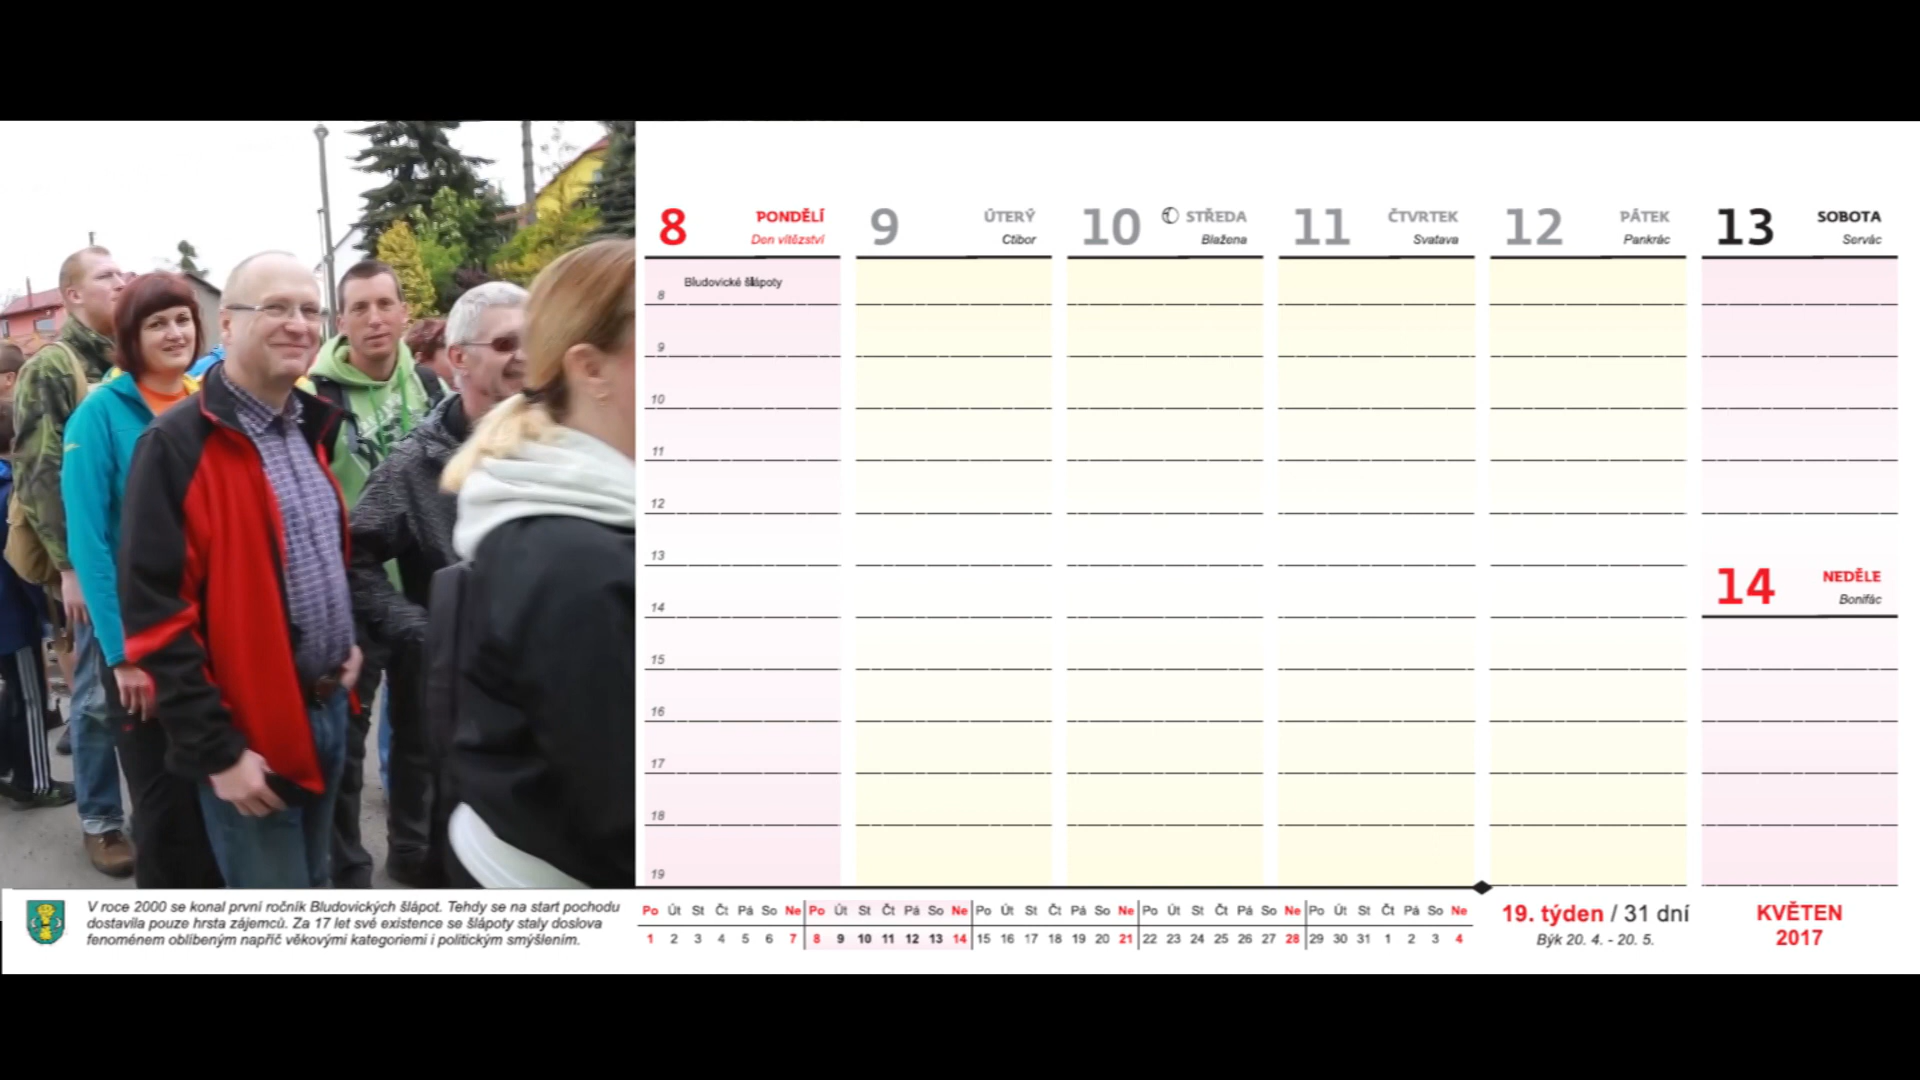 8 PONDĚLÍ
Den vítězství
9 ÚTERÝ
Ctibor
10 STŘEDA
Blažena
11 ČTVRTEK
Svatava
12 PÁTEK
Pankrác
13 SOBOTA
Servác
Bludovické šlápoty
8
9
10
11
12
13
14
15
16
17
18
19
14 NEDĚLE
Bonifác
V roce 2000 se konal první ročník Bludovických šlápot. Tehdy se na start pochodu
dostavila pouze hrsta zájemců. Za 17 let své existence se šlápoty staly doslova
fenoménem oblíbeným napříč věkovými kategoriemi i politickým smýšlením.
Po Út St Čt Pá So Ne Po Út St Čt Pá So Ne Po Út St Čt Pá So Ne Po Út St Čt Pá So Ne Po Út St Čt Pá So Ne
1 2 3 4 5 6 7 8 9 10 11 12 13 14 15 16 17 18 19 20 21 22 23 24 25 26 27 28 29 30 31 1 2 3 4
19. týden / 31 dní
Býk 20. 4. - 20. 5.
KVĚTEN
2017